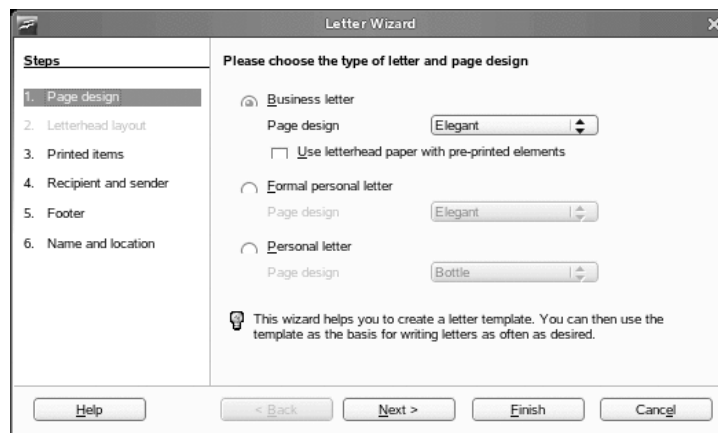 Letter Wizard
Steps
1. Page design
2. Letterhead layout
3. Printed items
4. Recipient and sender
5. Footer
6. Name and location
Please choose the type of letter and page design
Business letter
Page design Elegant
Use letterhead paper with pre-printed elements
Formal personal letter
Page design Elegant
Personal letter
Page design Bottle
This wizard helps you to create a letter template. You can then use the
template as the basis for writing letters as often as desired.
Help < Back Next > Finish Cancel